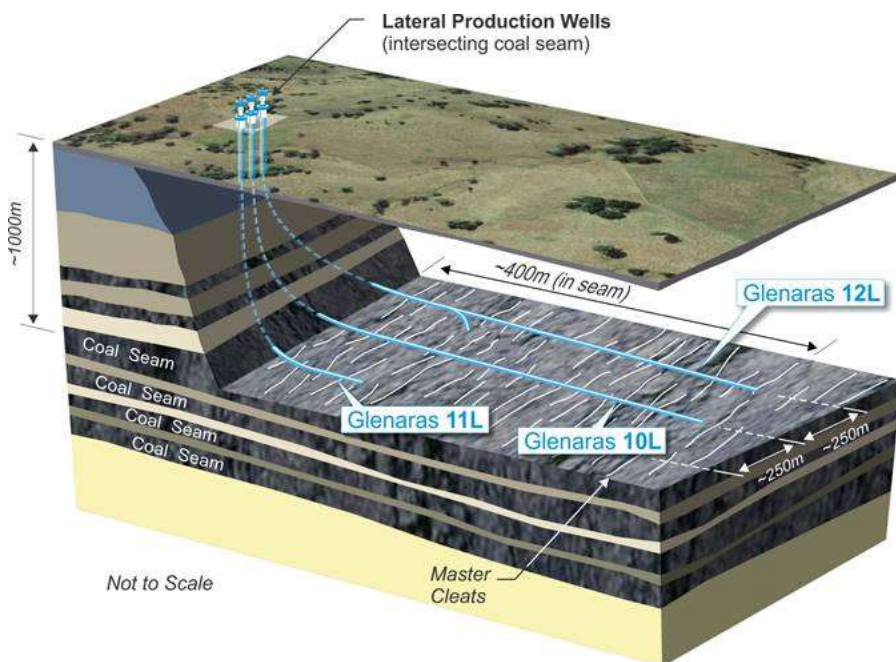 Lateral Production Wells
(intersecting coal seam)
~1000m
~400m (in seam)
Glenaras 12L
Coal Seam
Coal Seam
Coal Seam
Coal Seam
Glenaras 11L
Glenaras 10L
~250m
~250m
Not to Scale
Master
Cleats